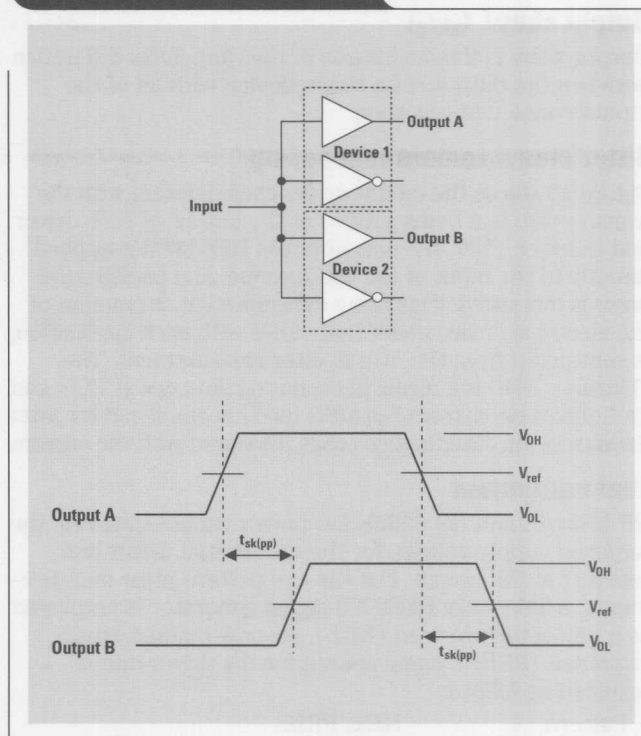 Output A
Device 1
Input
Output B
Device 2
V_OH
V_ref
Output A
V_OL
t_sk(pp)
V_OH
V_ref
Output B
t_sk(pp)
V_OL